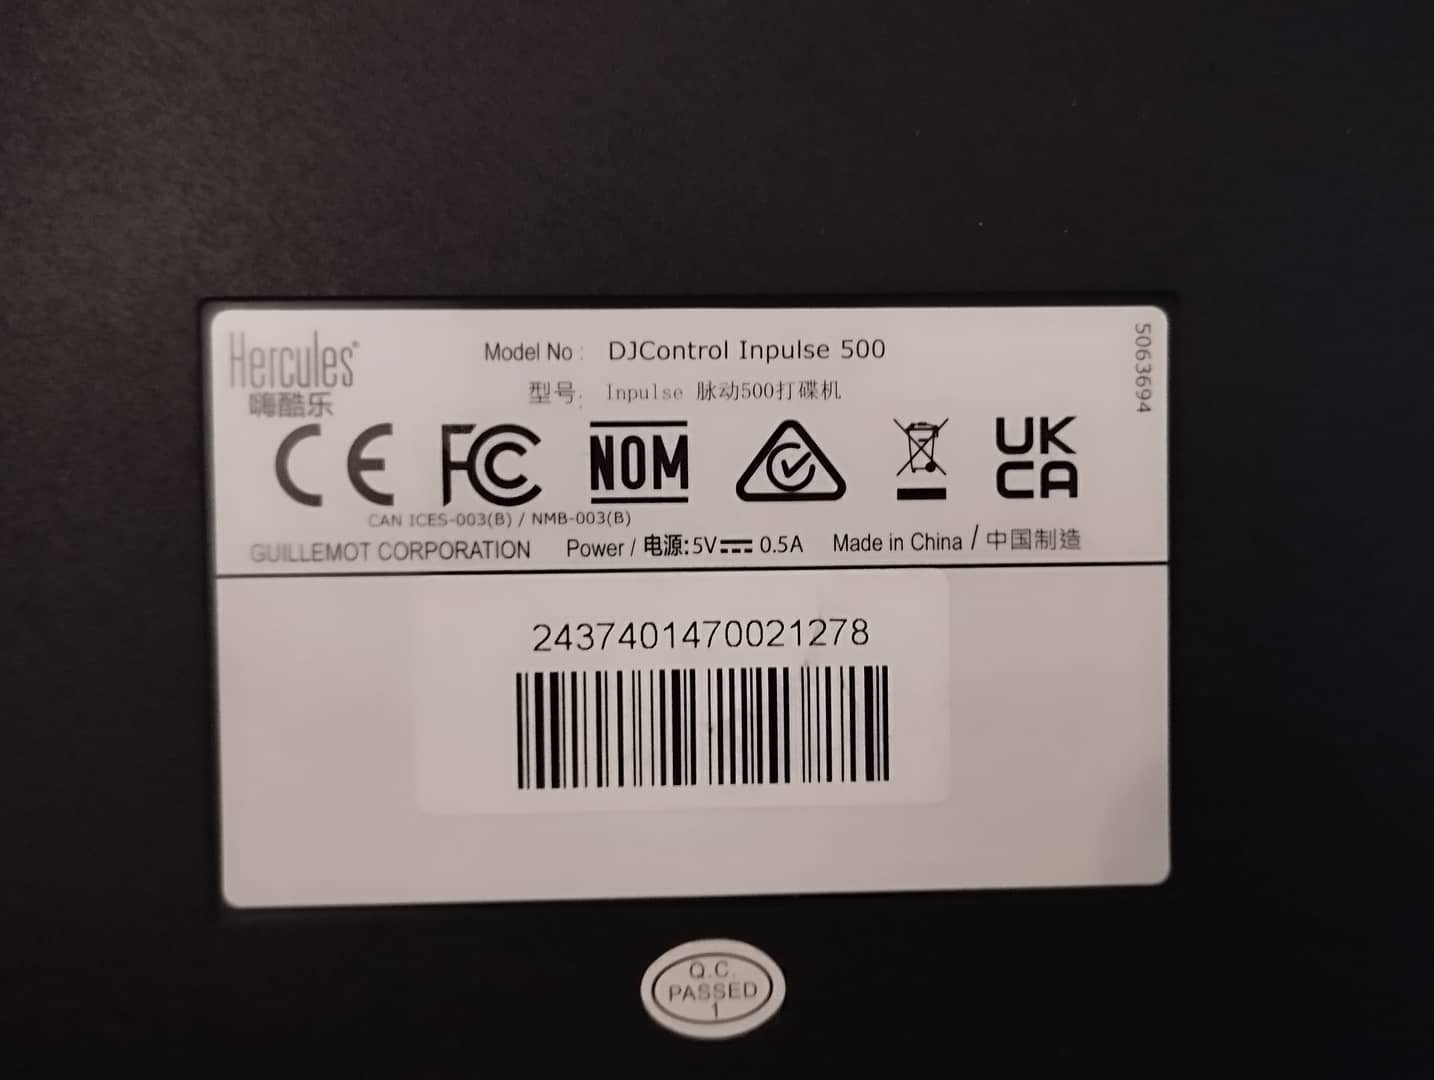 Hercules®
嗨酷乐
Model No : DJControl Inpulse 500
型号: Inpulse 脉动500打碟机
5063694
CE FC NOM UK CA
CAN ICES-003(B) / NMB-003(B)
GUILLEMOT CORPORATION Power / 电源: 5V⎓0.5A Made in China / 中国制造
2437401470021278
Q.C.
PASSED
1